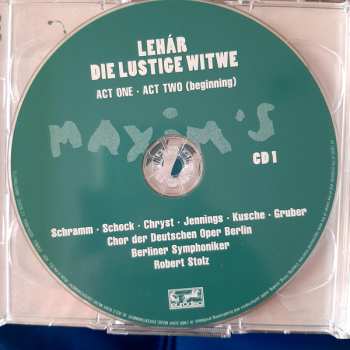 LEHÁR
DIE LUSTIGE WITWE
ACT ONE · ACT TWO (beginning)
MAXIM'S
CD 1
Schramm · Schock · Chryst · Jennings · Kusche · Gruber
Chor der Deutschen Oper Berlin
Berliner Symphoniker
Robert Stolz